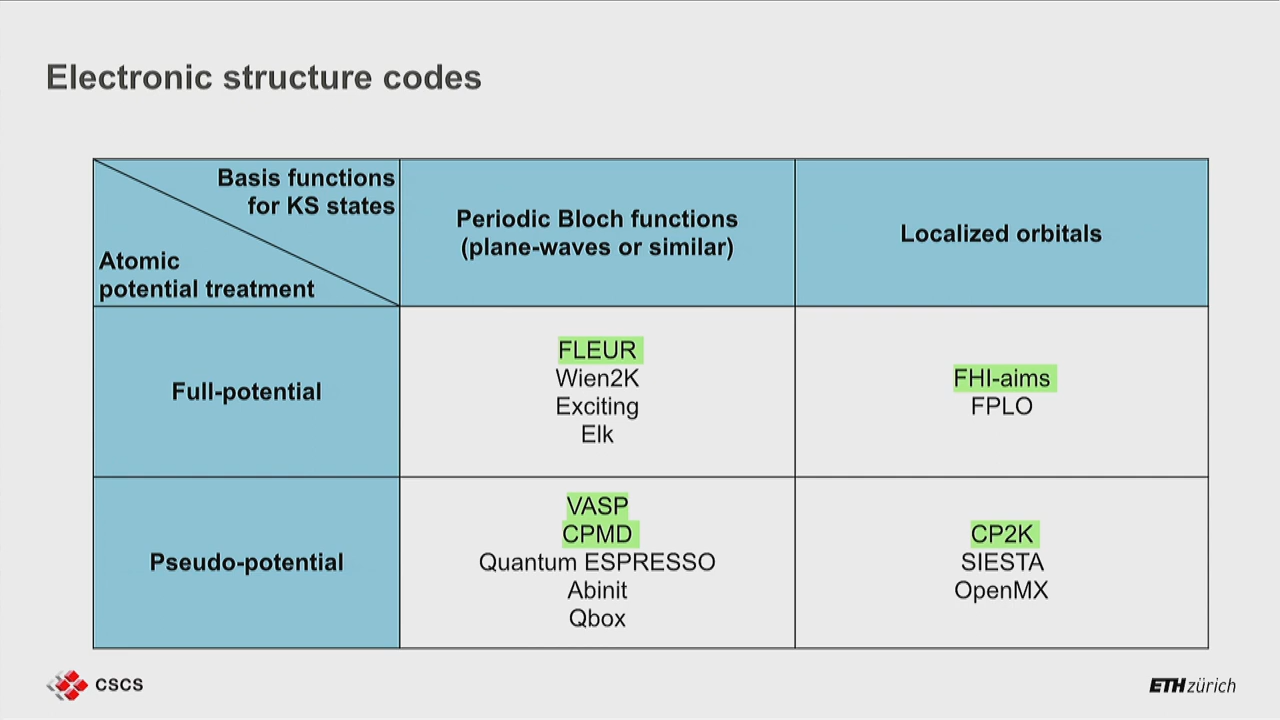 Electronic structure codes
Basis functions
for KS states
Atomic
potential treatment
Periodic Bloch functions
(plane-waves or similar)
Localized orbitals
Full-potential
FLEUR
Wien2K
Exciting
Elk
FHI-aims
FPLO
Pseudo-potential
VASP
CPMD
Quantum ESPRESSO
Abinit
Qbox
CP2K
SIESTA
OpenMX
CSCS
ETH zürich